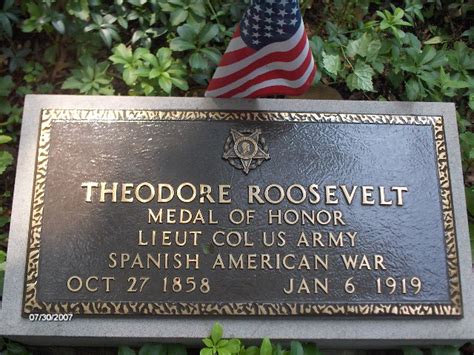 THEODORE ROOSEVELT
MEDAL OF HONOR
LIEUT COL US ARMY
SPANISH AMERICAN WAR
OCT 27 1858 JAN 6 1919
07/30/2007